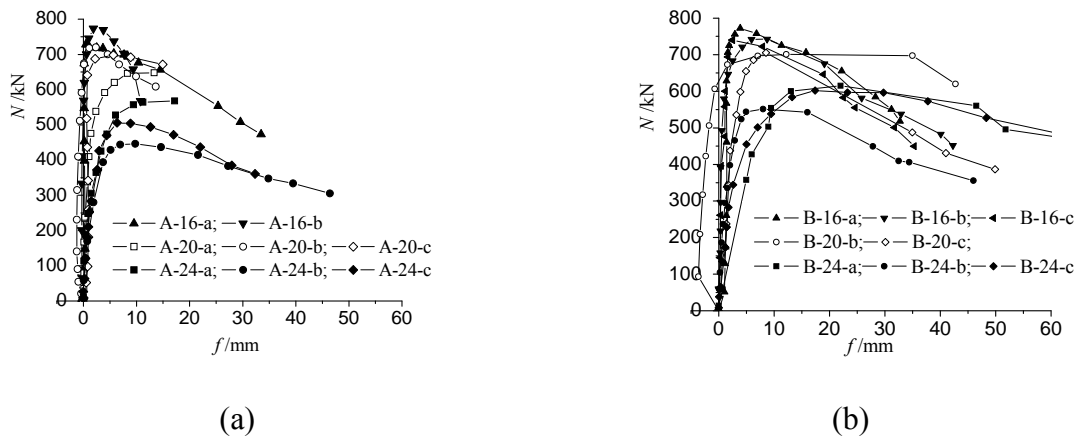 800
700
600
500
400
300
200
100
0
N /kN
0 10 20 30 40 50 60
f /mm
A-16-a; A-16-b
A-20-a; A-20-b; A-20-c
A-24-a; A-24-b; A-24-c
(a)
800
700
600
500
400
300
200
100
0
N /kN
0 10 20 30 40 50 60
f /mm
B-16-a; B-16-b; B-16-c
B-20-b; B-20-c;
B-24-a; B-24-b; B-24-c
(b)